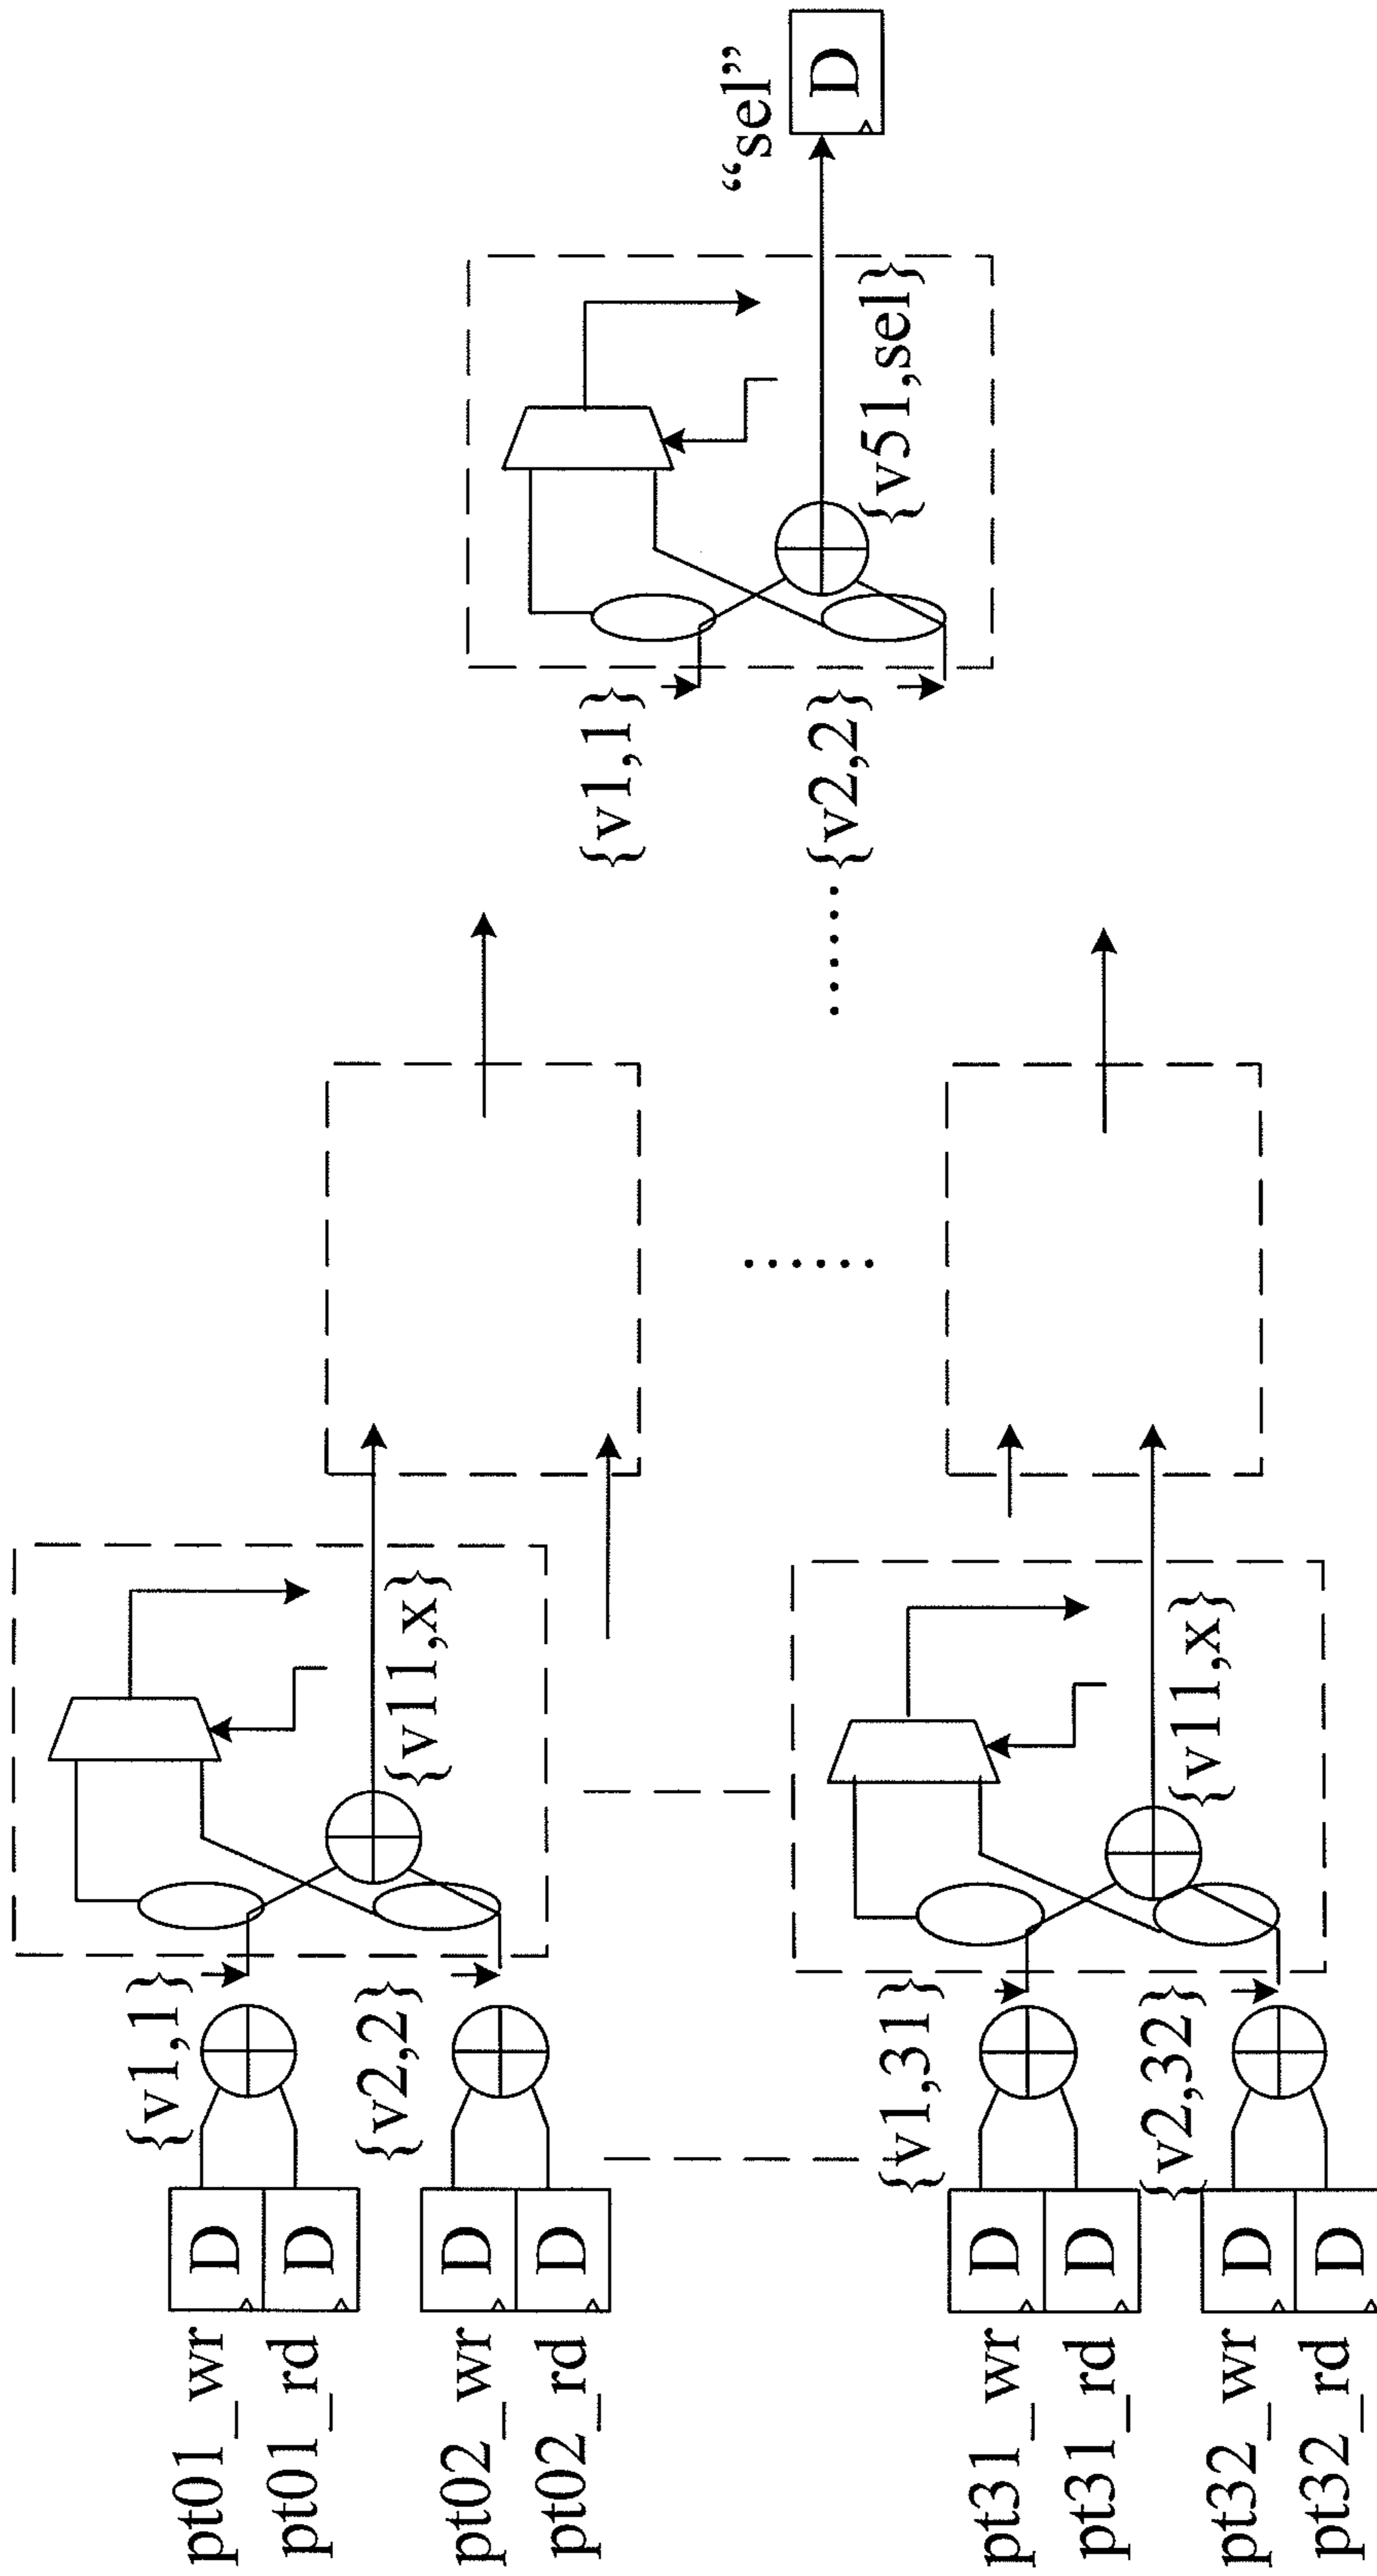 pt01_wr
pt01_rd
pt02_wr
pt02_rd
pt31_wr
pt31_rd
pt32_wr
pt32_rd
D
D
D
D
D
D
D
D
{v1,1}
{v2,2}
{v1,31}
{v2,32}
{v11,x}
{v11,x}
......
......
{v1,1}
{v2,2}
{v51,sel}
“sel”
D